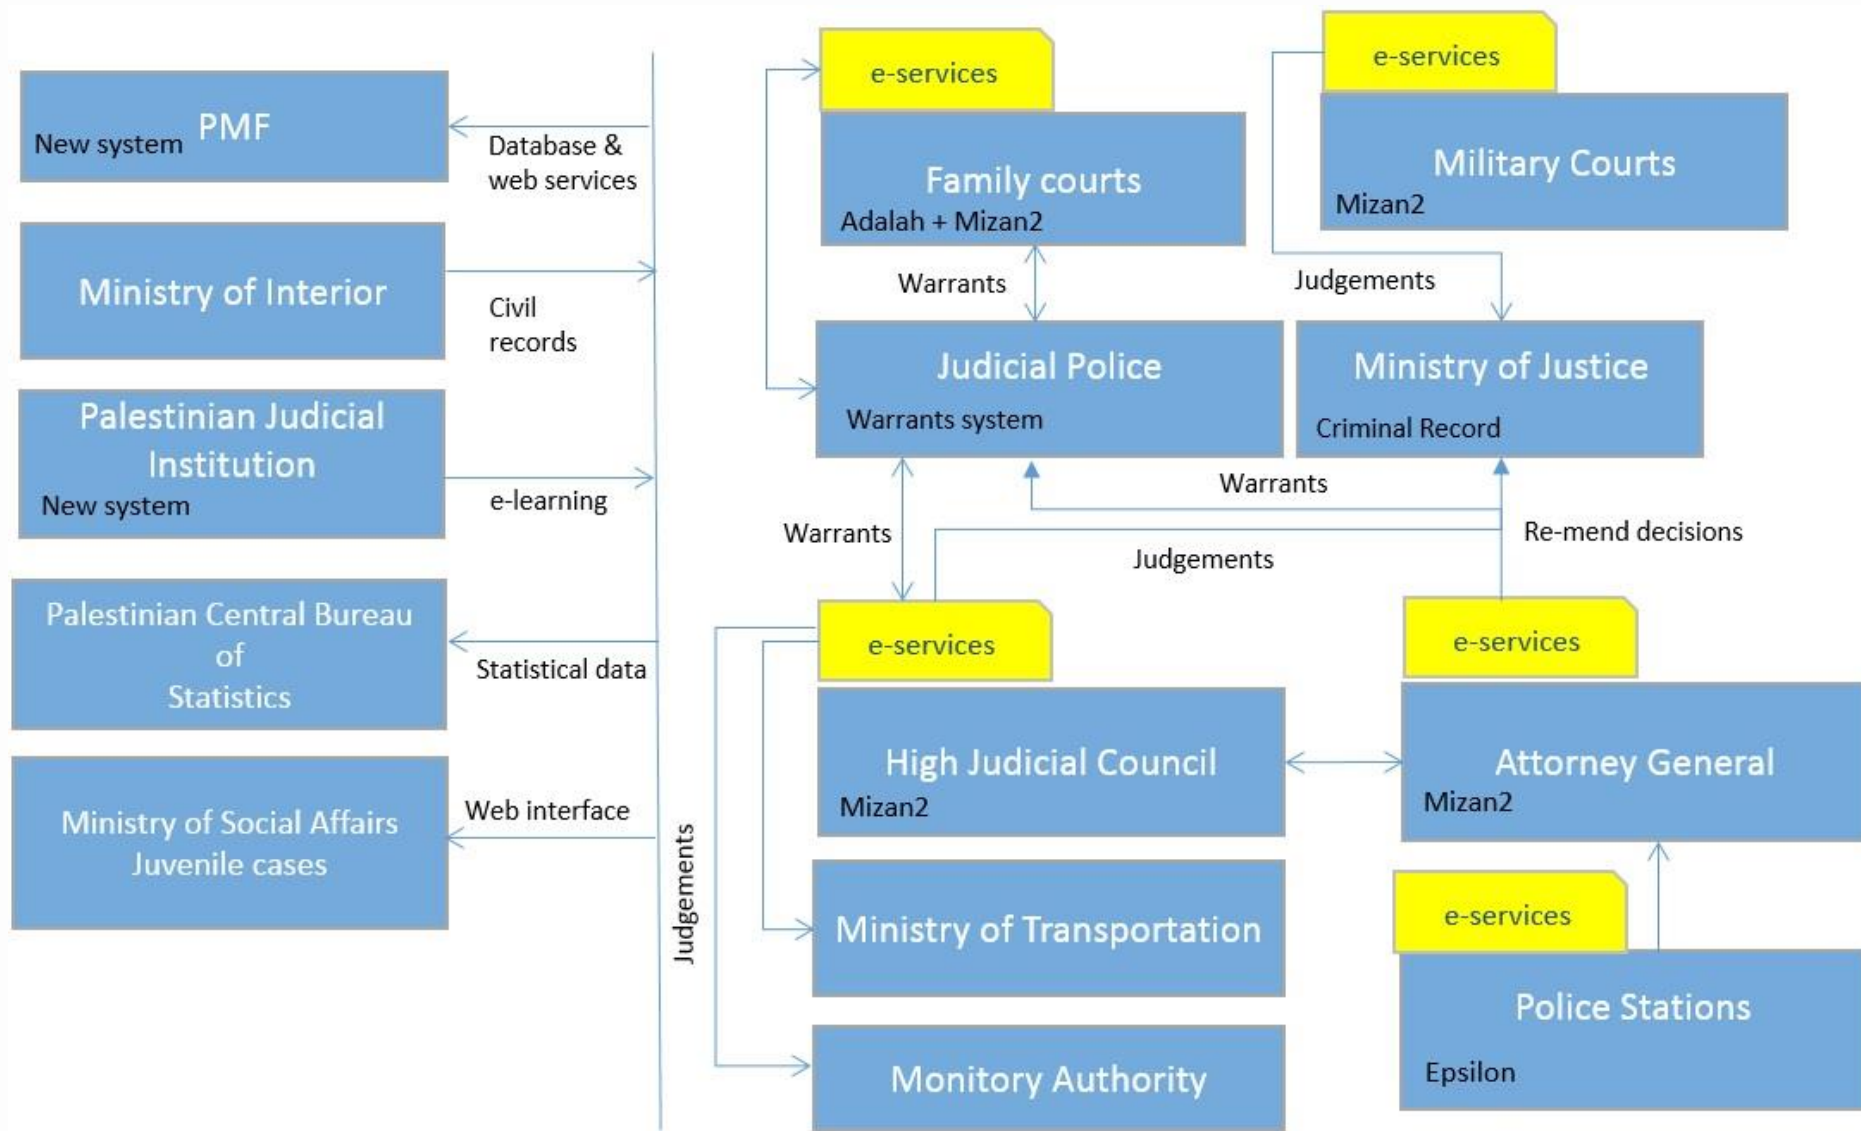 PMF
New system
Database &
web services
Ministry of Interior
Civil
records
Palestinian Judicial
Institution
New system
e-learning
Palestinian Central Bureau
of
Statistics
Statistical data
Ministry of Social Affairs
Juvenile cases
Web interface
e-services
Family courts
Adalah + Mizan2
e-services
Military Courts
Mizan2
Warrants
Judgements
Judicial Police
Warrants system
Ministry of Justice
Criminal Record
Warrants
Warrants
Judgements
Re-mend decisions
e-services
High Judicial Council
Mizan2
e-services
Attorney General
Mizan2
Judgements
Ministry of Transportation
Monitory Authority
e-services
Police Stations
Epsilon